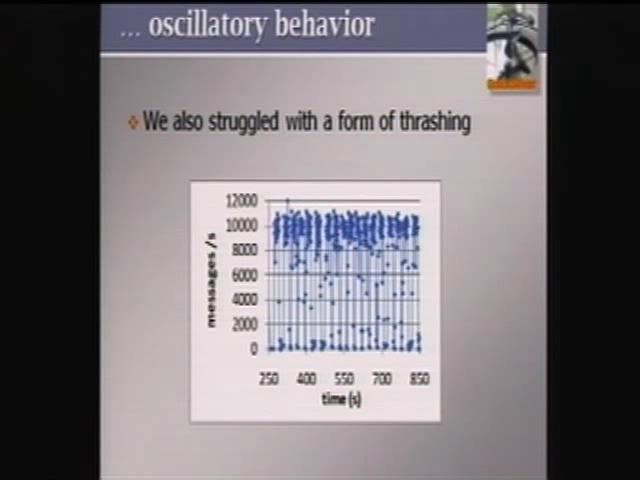 ... oscillatory behavior
We also struggled with a form of thrashing
12000
10000
8000
6000
4000
2000
0
messages /s
250 400 550 700 850
time (s)